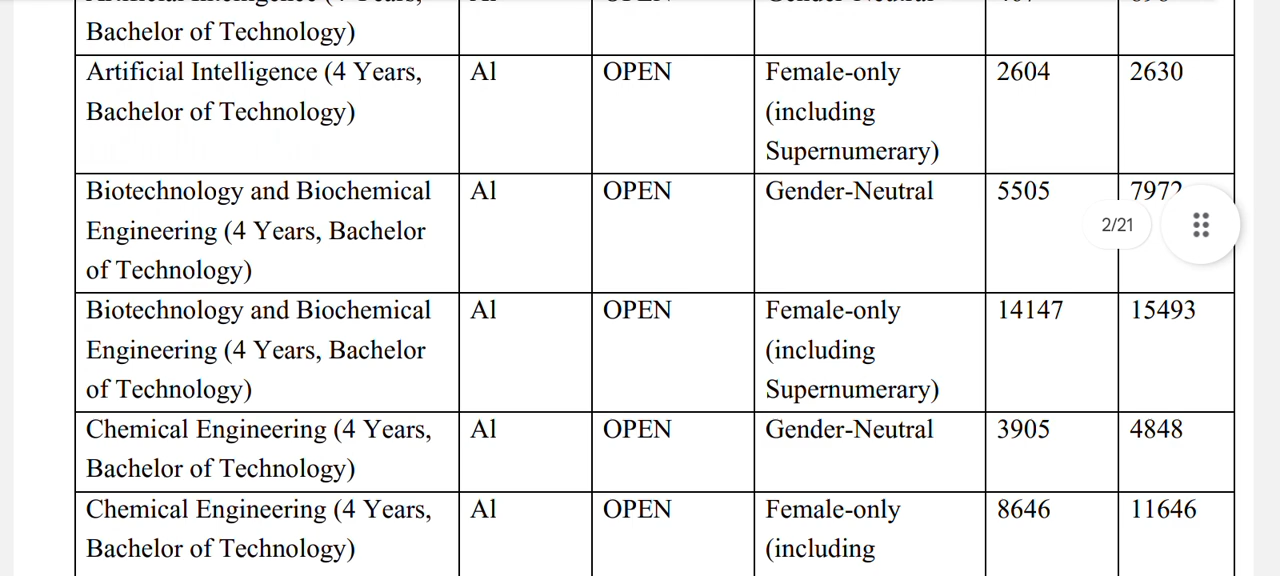 Bachelor of Technology)
Artificial Intelligence (4 Years, Al OPEN Female-only 2604 2630
Bachelor of Technology) (including
Supernumerary)
Biotechnology and Biochemical Al OPEN Gender-Neutral 5505 7972
Engineering (4 Years, Bachelor 2/21
of Technology)
Biotechnology and Biochemical Al OPEN Female-only 14147 15493
Engineering (4 Years, Bachelor (including
of Technology) Supernumerary)
Chemical Engineering (4 Years, Al OPEN Gender-Neutral 3905 4848
Bachelor of Technology)
Chemical Engineering (4 Years, Al OPEN Female-only 8646 11646
Bachelor of Technology) (including